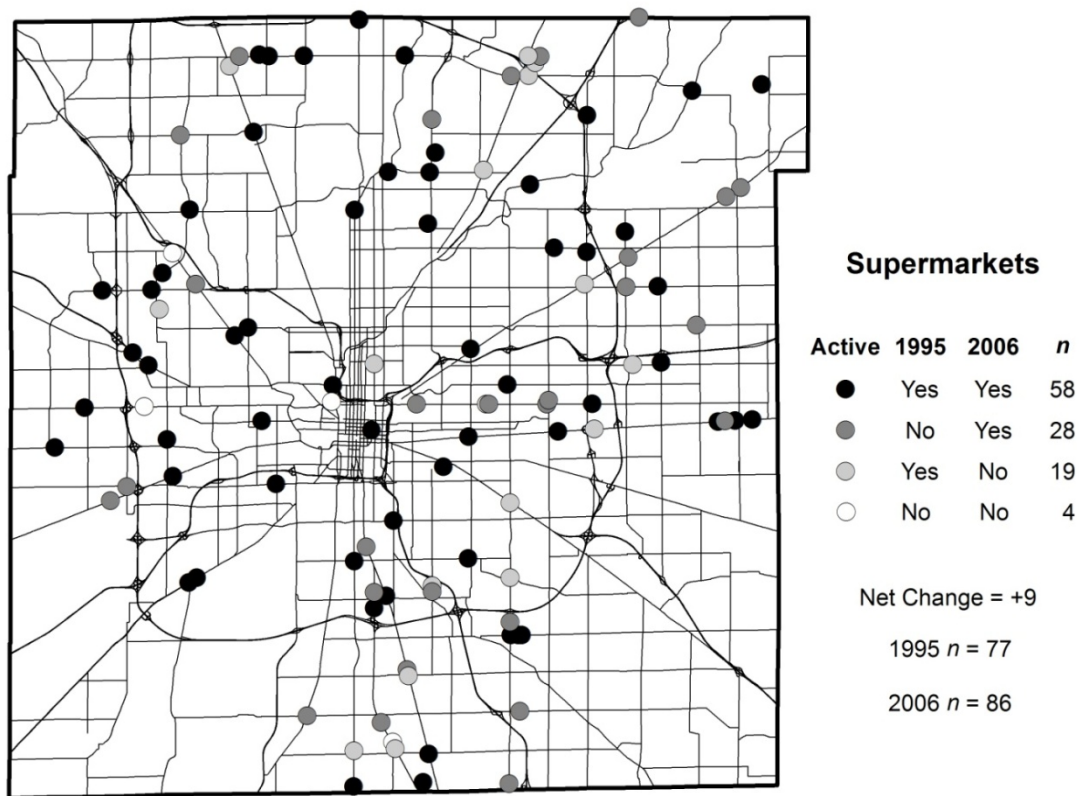 Supermarkets
Active 1995 2006 n
Yes Yes 58
No Yes 28
Yes No 19
No No 4
Net Change = +9
1995 n = 77
2006 n = 86